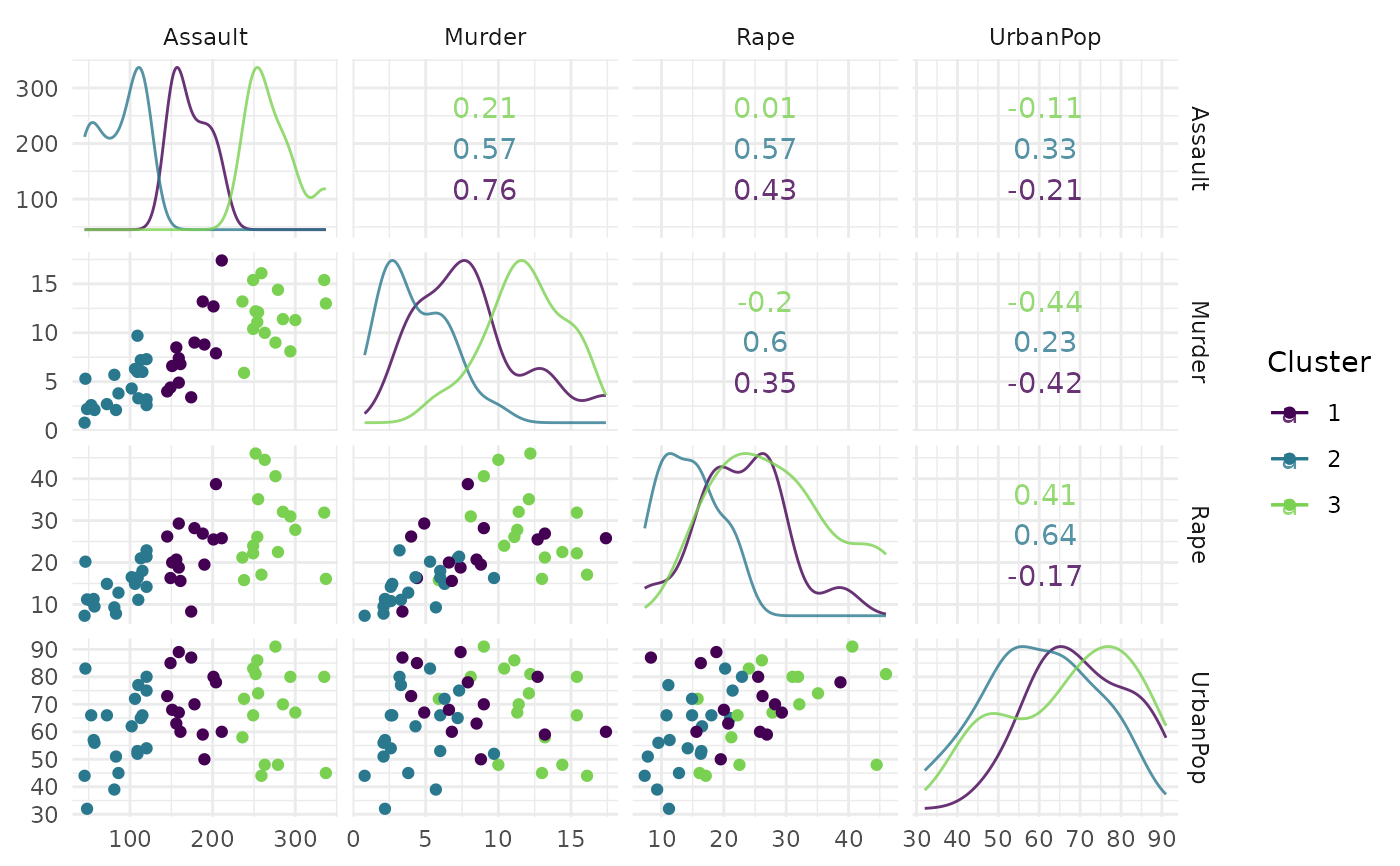 Assault Murder Rape UrbanPop
300
200
100
0.21 0.01 -0.11
0.57 0.57 0.33
0.76 0.43 -0.21
Assault
15
10
5
0
-0.2 -0.44
0.6 0.23
0.35 -0.42
Murder
40
30
20
10
0.41
0.64
-0.17
Rape
90
80
70
60
50
40
30
UrbanPop
100 200 300 0 5 10 15 10 20 30 40 30 40 50 60 70 80 90
Cluster
a 1
a 2
a 3